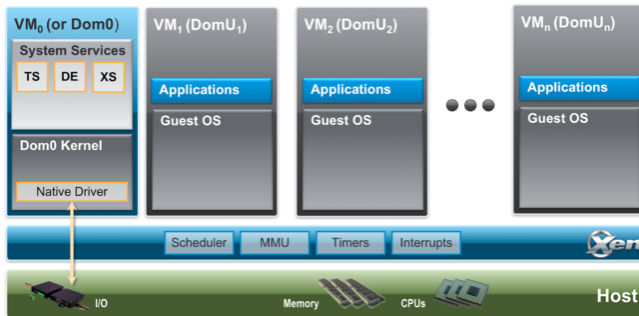 VM₀ (or Dom0)
System Services
TS DE XS
Dom0 Kernel
Native Driver
VM₁ (DomU₁)
Applications
Guest OS
VM₂ (DomU₂)
Applications
Guest OS
VMₙ (DomUₙ)
Applications
Guest OS
Scheduler MMU Timers Interrupts
Xen
I/O Memory CPUs Host